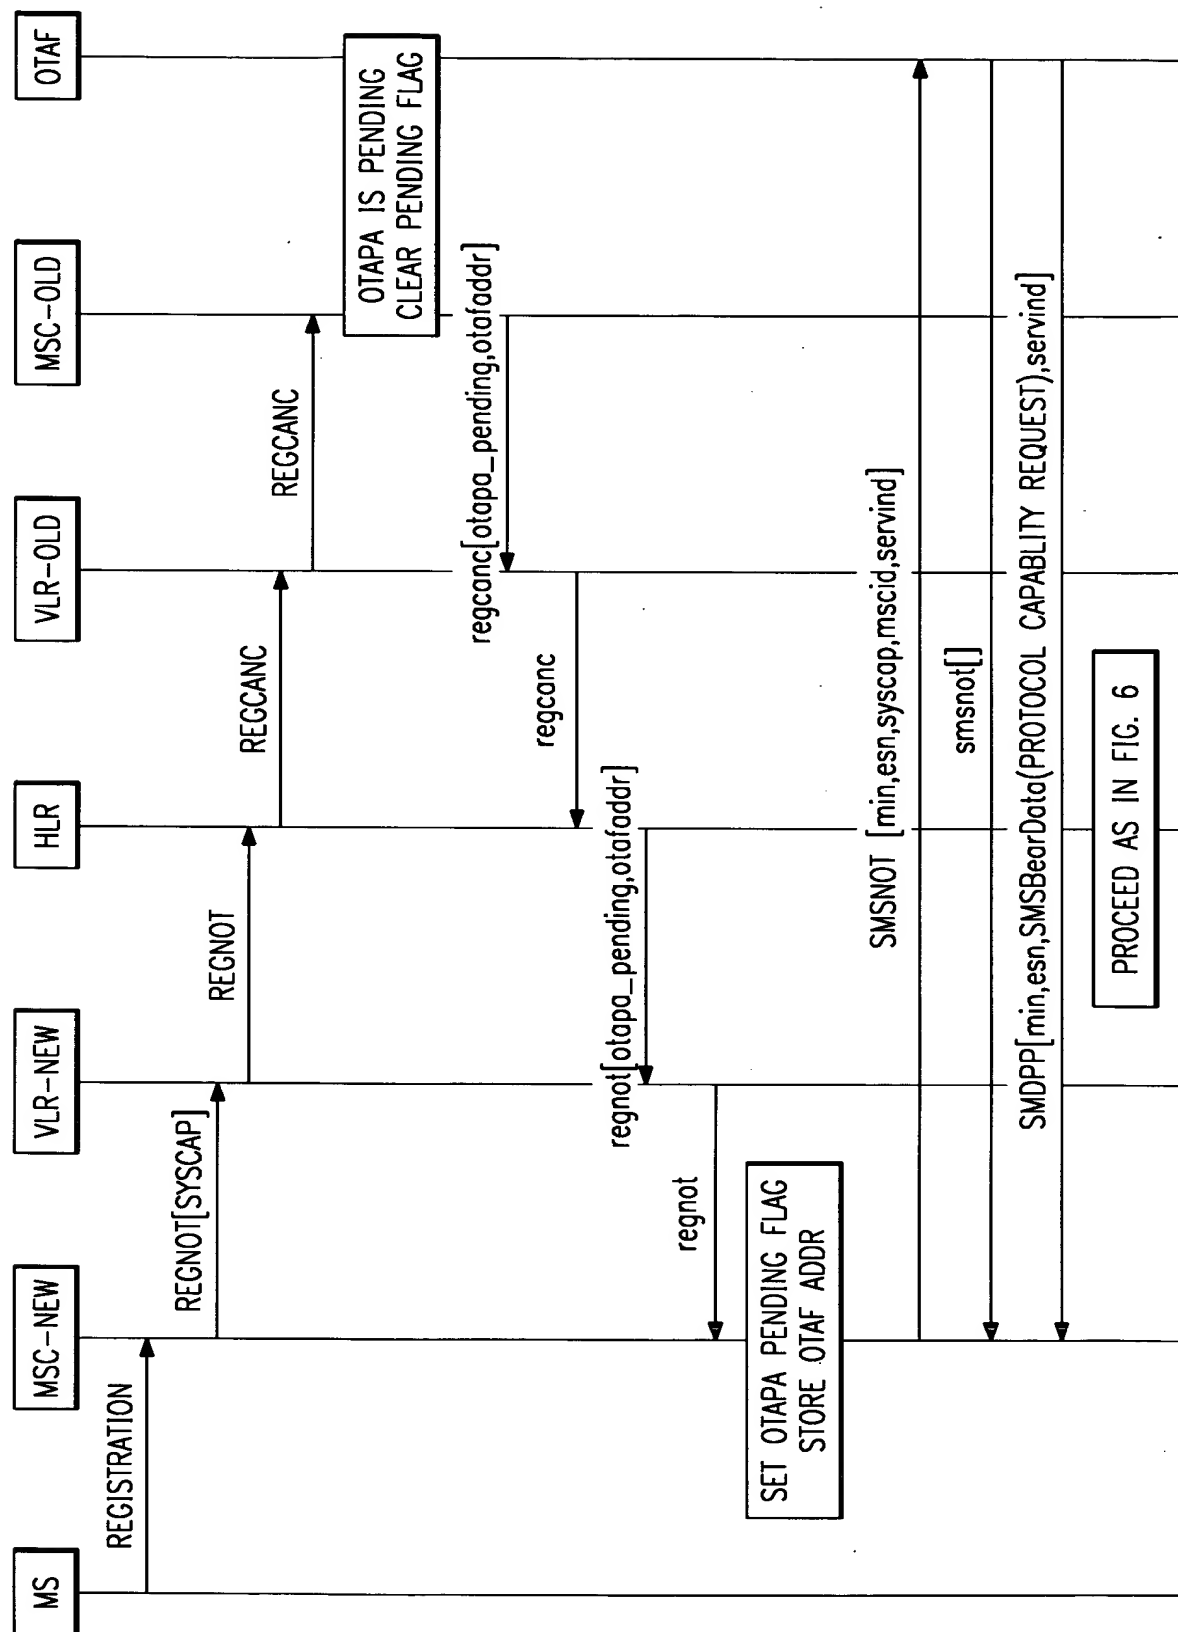 MS
MSC-NEW
VLR-NEW
HLR
VLR-OLD
MSC-OLD
OTAF
REGISTRATION
REGNOT[SYSCAP]
REGNOT
REGCANC
REGCANC
OTAPA IS PENDING
CLEAR PENDING FLAG
regcanc[otapa_pending,otafaddr]
regcanc
regnot[otapa_pending,otafaddr]
regnot
SET OTAPA PENDING FLAG
STORE OTAF ADDR
SMSNOT [min,esn,syscap,mscid,servind]
smsnot[]
SMDPP[min,esn,SMSBearData(PROTOCOL CAPABLITY REQUEST),servind]
PROCEED AS IN FIG. 6